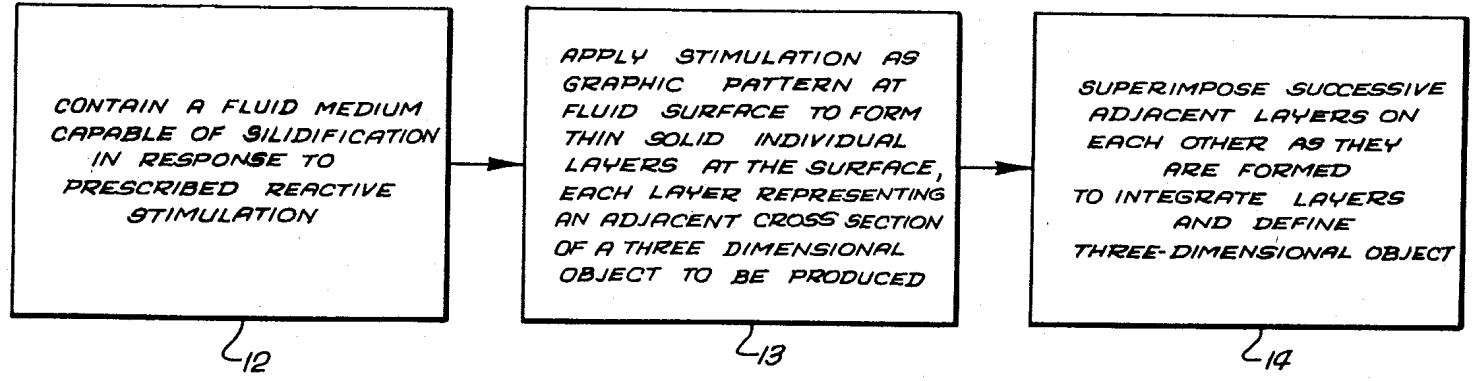 CONTAIN A FLUID MEDIUM
CAPABLE OF SILIDIFICATION
IN RESPONSE TO
PRESCRIBED REACTIVE
STIMULATION
12
APPLY STIMULATION AS
GRAPHIC PATTERN AT
FLUID SURFACE TO FORM
THIN SOLID INDIVIDUAL
LAYERS AT THE SURFACE,
EACH LAYER REPRESENTING
AN ADJACENT CROSS SECTION
OF A THREE DIMENSIONAL
OBJECT TO BE PRODUCED
13
SUPERIMPOSE SUCCESSIVE
ADJACENT LAYERS ON
EACH OTHER AS THEY
ARE FORMED
TO INTEGRATE LAYERS
AND DEFINE
THREE-DIMENSIONAL OBJECT
14